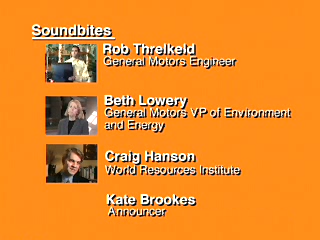 Soundbites
Rob Threlkeld
General Motors Engineer
Beth Lowery
General Motors VP of Environment
and Energy
Craig Hanson
World Resources Institute
Kate Brookes
Announcer